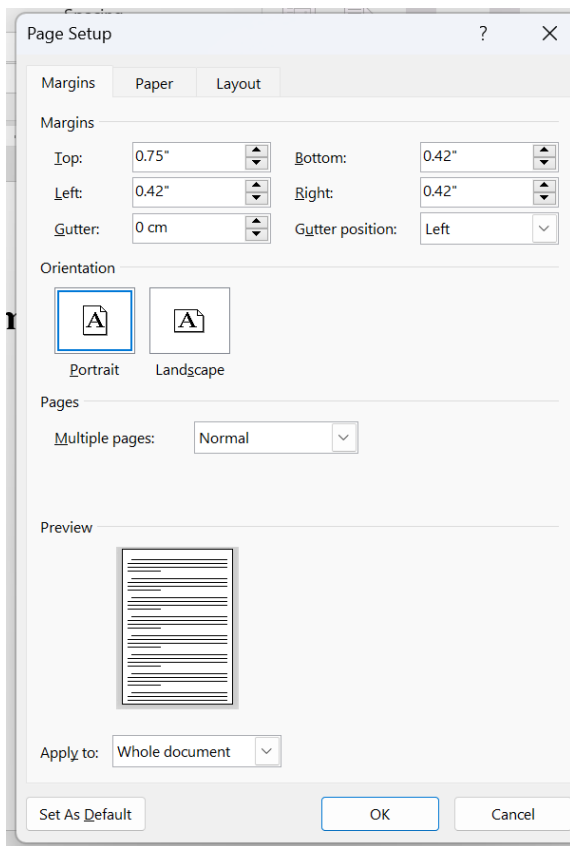 Spacing
Page Setup ?
Margins Paper Layout
Margins
Top: 0.75" Bottom: 0.42"
Left: 0.42" Right: 0.42"
Gutter: 0 cm Gutter position: Left
Orientation
A A
Portrait Landscape
Pages
Multiple pages: Normal
Preview
Apply to: Whole document
Set As Default OK Cancel